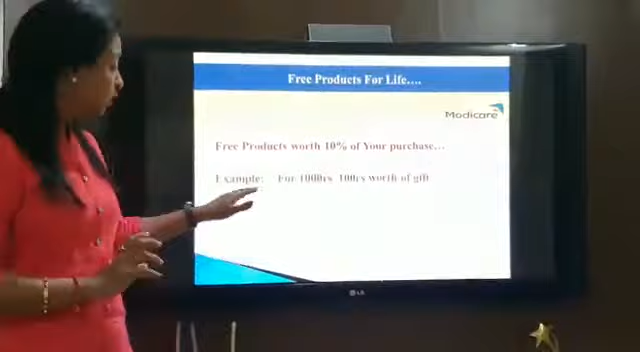 Free Products For Life....
Modicare
Free Products worth 10% of Your purchase...
Example: For 1000rs 100rs worth of gift
LG